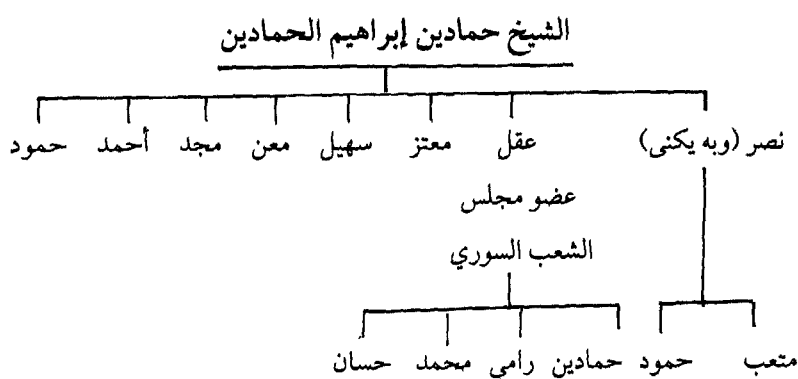 الشيخ حمادين إبراهيم الحمادين
نصر (وبه يكنى) عقل معتز سهيل معن مجد أحمد حمود
عضو مجلس
الشعب السوري
متعب حمود حمادين رامي محمد حسان